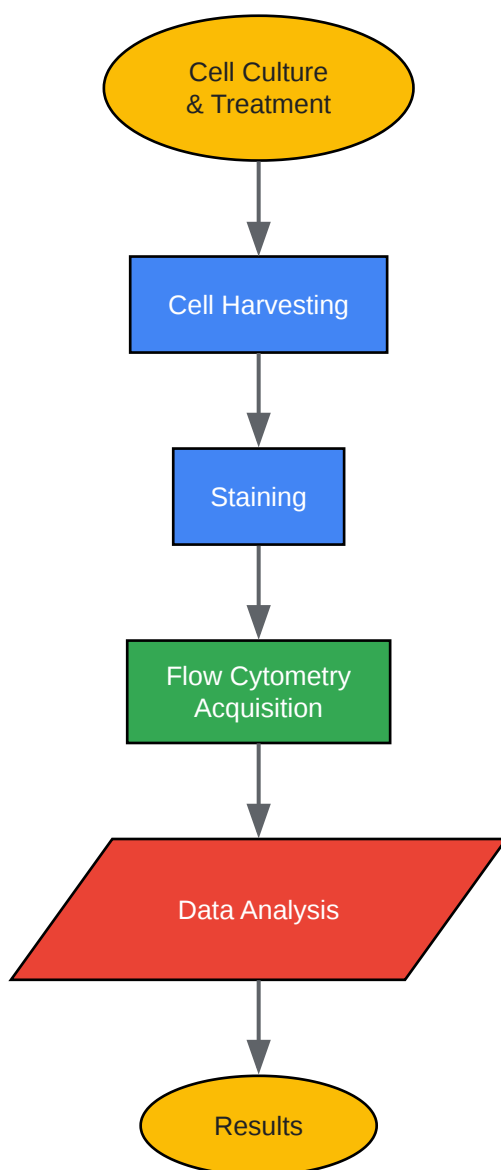 Cell Culture
& Treatment
Cell Harvesting
Staining
Flow Cytometry
Acquisition
Data Analysis
Results